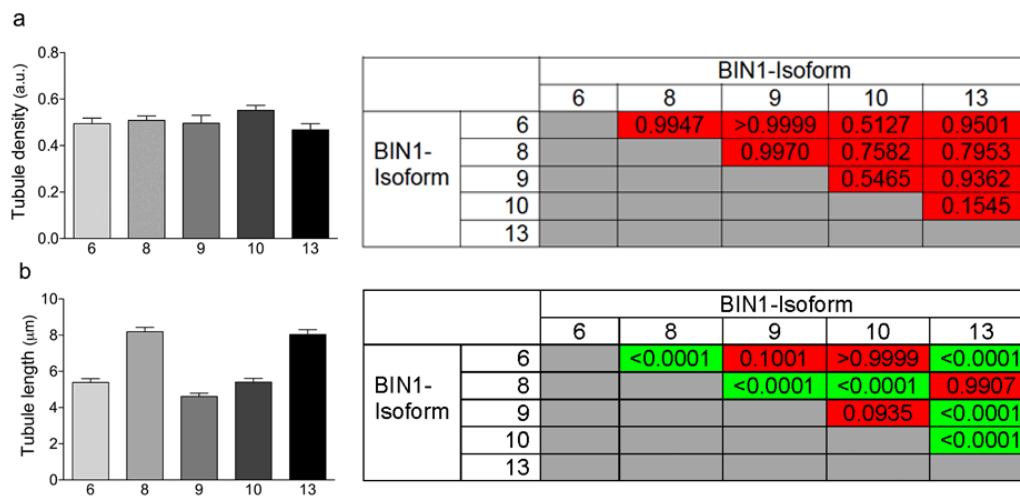 a
Tubule density (a.u.)
0.8
0.6
0.4
0.2
0.0
6 8 9 10 13
BIN1-Isoform
6 8 9 10 13
BIN1-
Isoform
6 0.9947 >0.9999 0.5127 0.9501
8 0.9970 0.7582 0.7953
9 0.5465 0.9362
10 0.1545
13
b
Tubule length (μm)
10
8
6
4
2
0
6 8 9 10 13
BIN1-Isoform
6 8 9 10 13
BIN1-
Isoform
6 <0.0001 0.1001 >0.9999 <0.0001
8 <0.0001 <0.0001 0.9907
9 0.0935 <0.0001
10 <0.0001
13